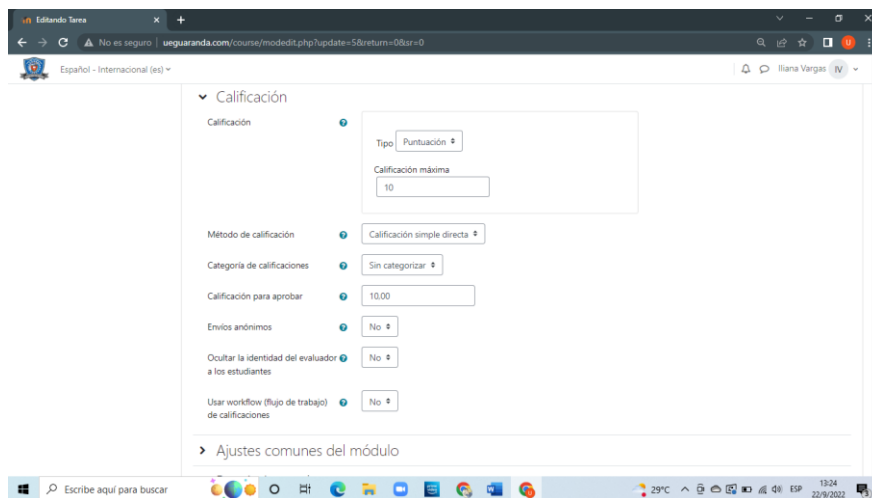 Editando Tarea
No es seguro | ueguaranda.com/course/modedit.php?update=5&return=0&sr=0
Español - Internacional (es)
Iliana Vargas IV
Calificación
Calificación
Tipo Puntuación
Calificación máxima
10
Método de calificación Calificación simple directa
Categoría de calificaciones Sin categorizar
Calificación para aprobar 10,00
Envíos anónimos No
Ocultar la identidad del evaluador No
a los estudiantes
Usar workflow (flujo de trabajo) No
de calificaciones
Ajustes comunes del módulo
Escribe aquí para buscar
29°C
ESP
13:24
22/9/2022